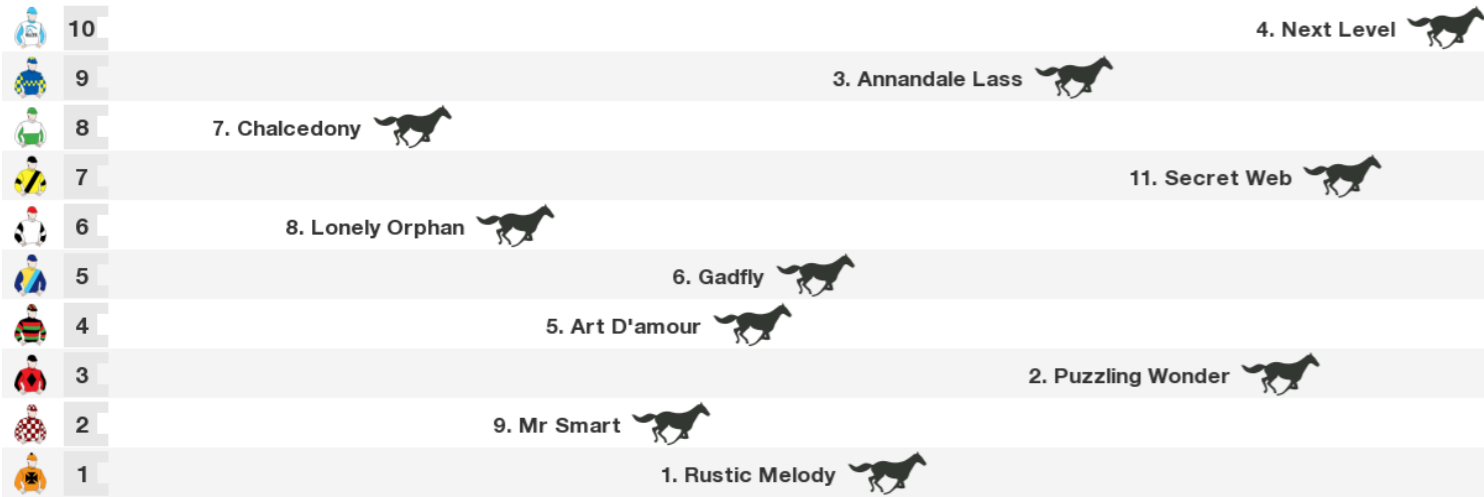 10 4. Next Level
9 3. Annandale Lass
8 7. Chalcedony
7 11. Secret Web
6 8. Lonely Orphan
5 6. Gadfly
4 5. Art D'amour
3 2. Puzzling Wonder
2 9. Mr Smart
1 1. Rustic Melody